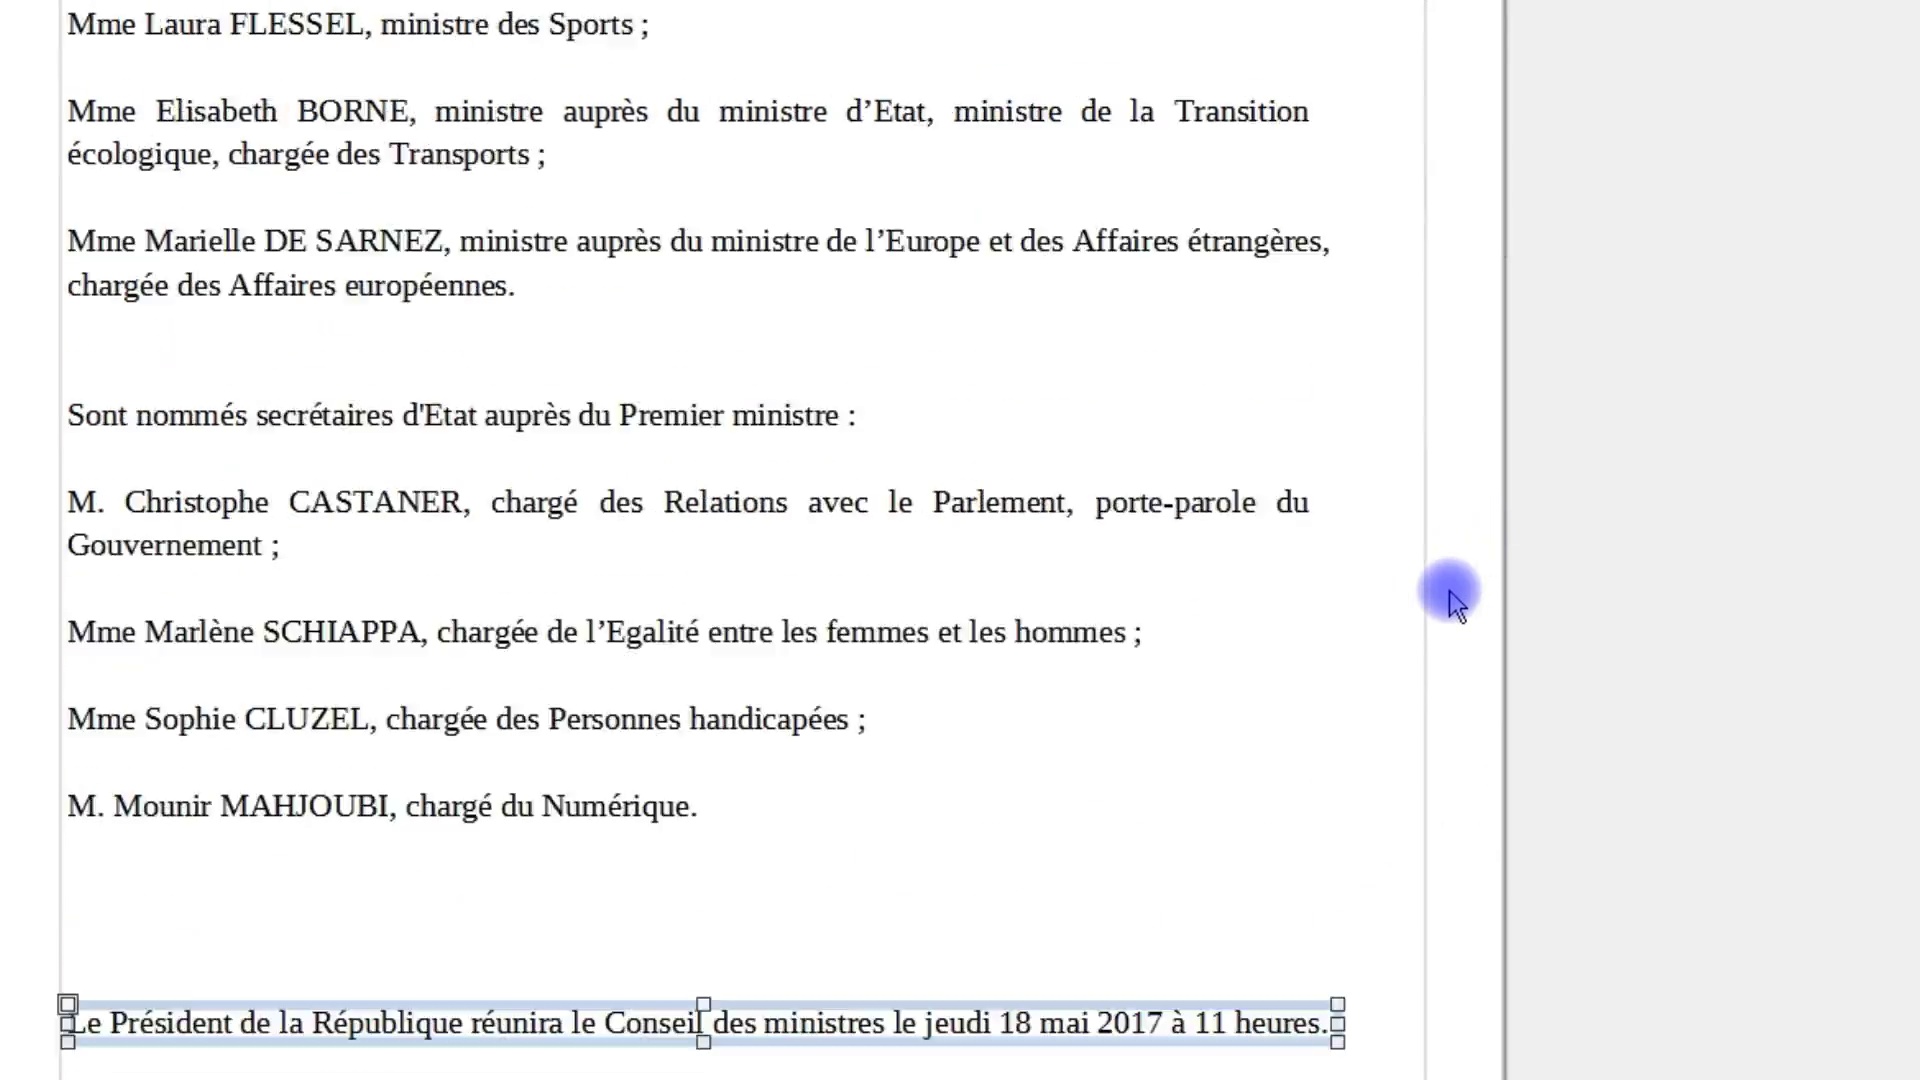 Mme Laura FLESSEL, ministre des Sports ;
Mme Elisabeth BORNE, ministre auprès du ministre d’Etat, ministre de la Transition
écologique, chargée des Transports ;
Mme Marielle DE SARNEZ, ministre auprès du ministre de l’Europe et des Affaires étrangères,
chargée des Affaires européennes.
Sont nommés secrétaires d'Etat auprès du Premier ministre :
M. Christophe CASTANER, chargé des Relations avec le Parlement, porte-parole du
Gouvernement ;
Mme Marlène SCHIAPPA, chargée de l’Egalité entre les femmes et les hommes ;
Mme Sophie CLUZEL, chargée des Personnes handicapées ;
M. Mounir MAHJOUBI, chargé du Numérique.
Le Président de la République réunira le Conseil des ministres le jeudi 18 mai 2017 à 11 heures.